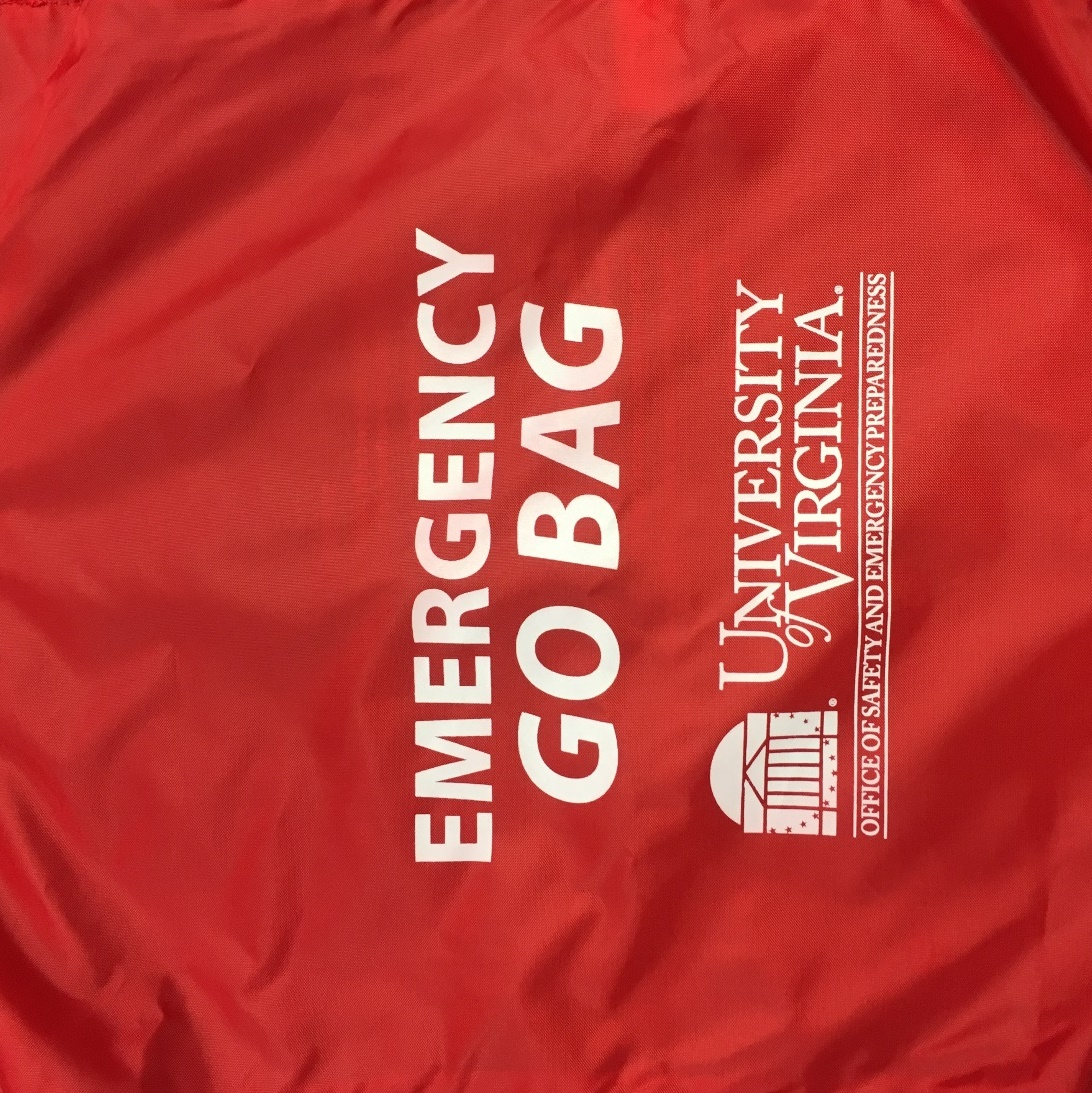 EMERGENCY
GO BAG
UNIVERSITY
of VIRGINIA.®
OFFICE OF SAFETY AND EMERGENCY PREPAREDNESS